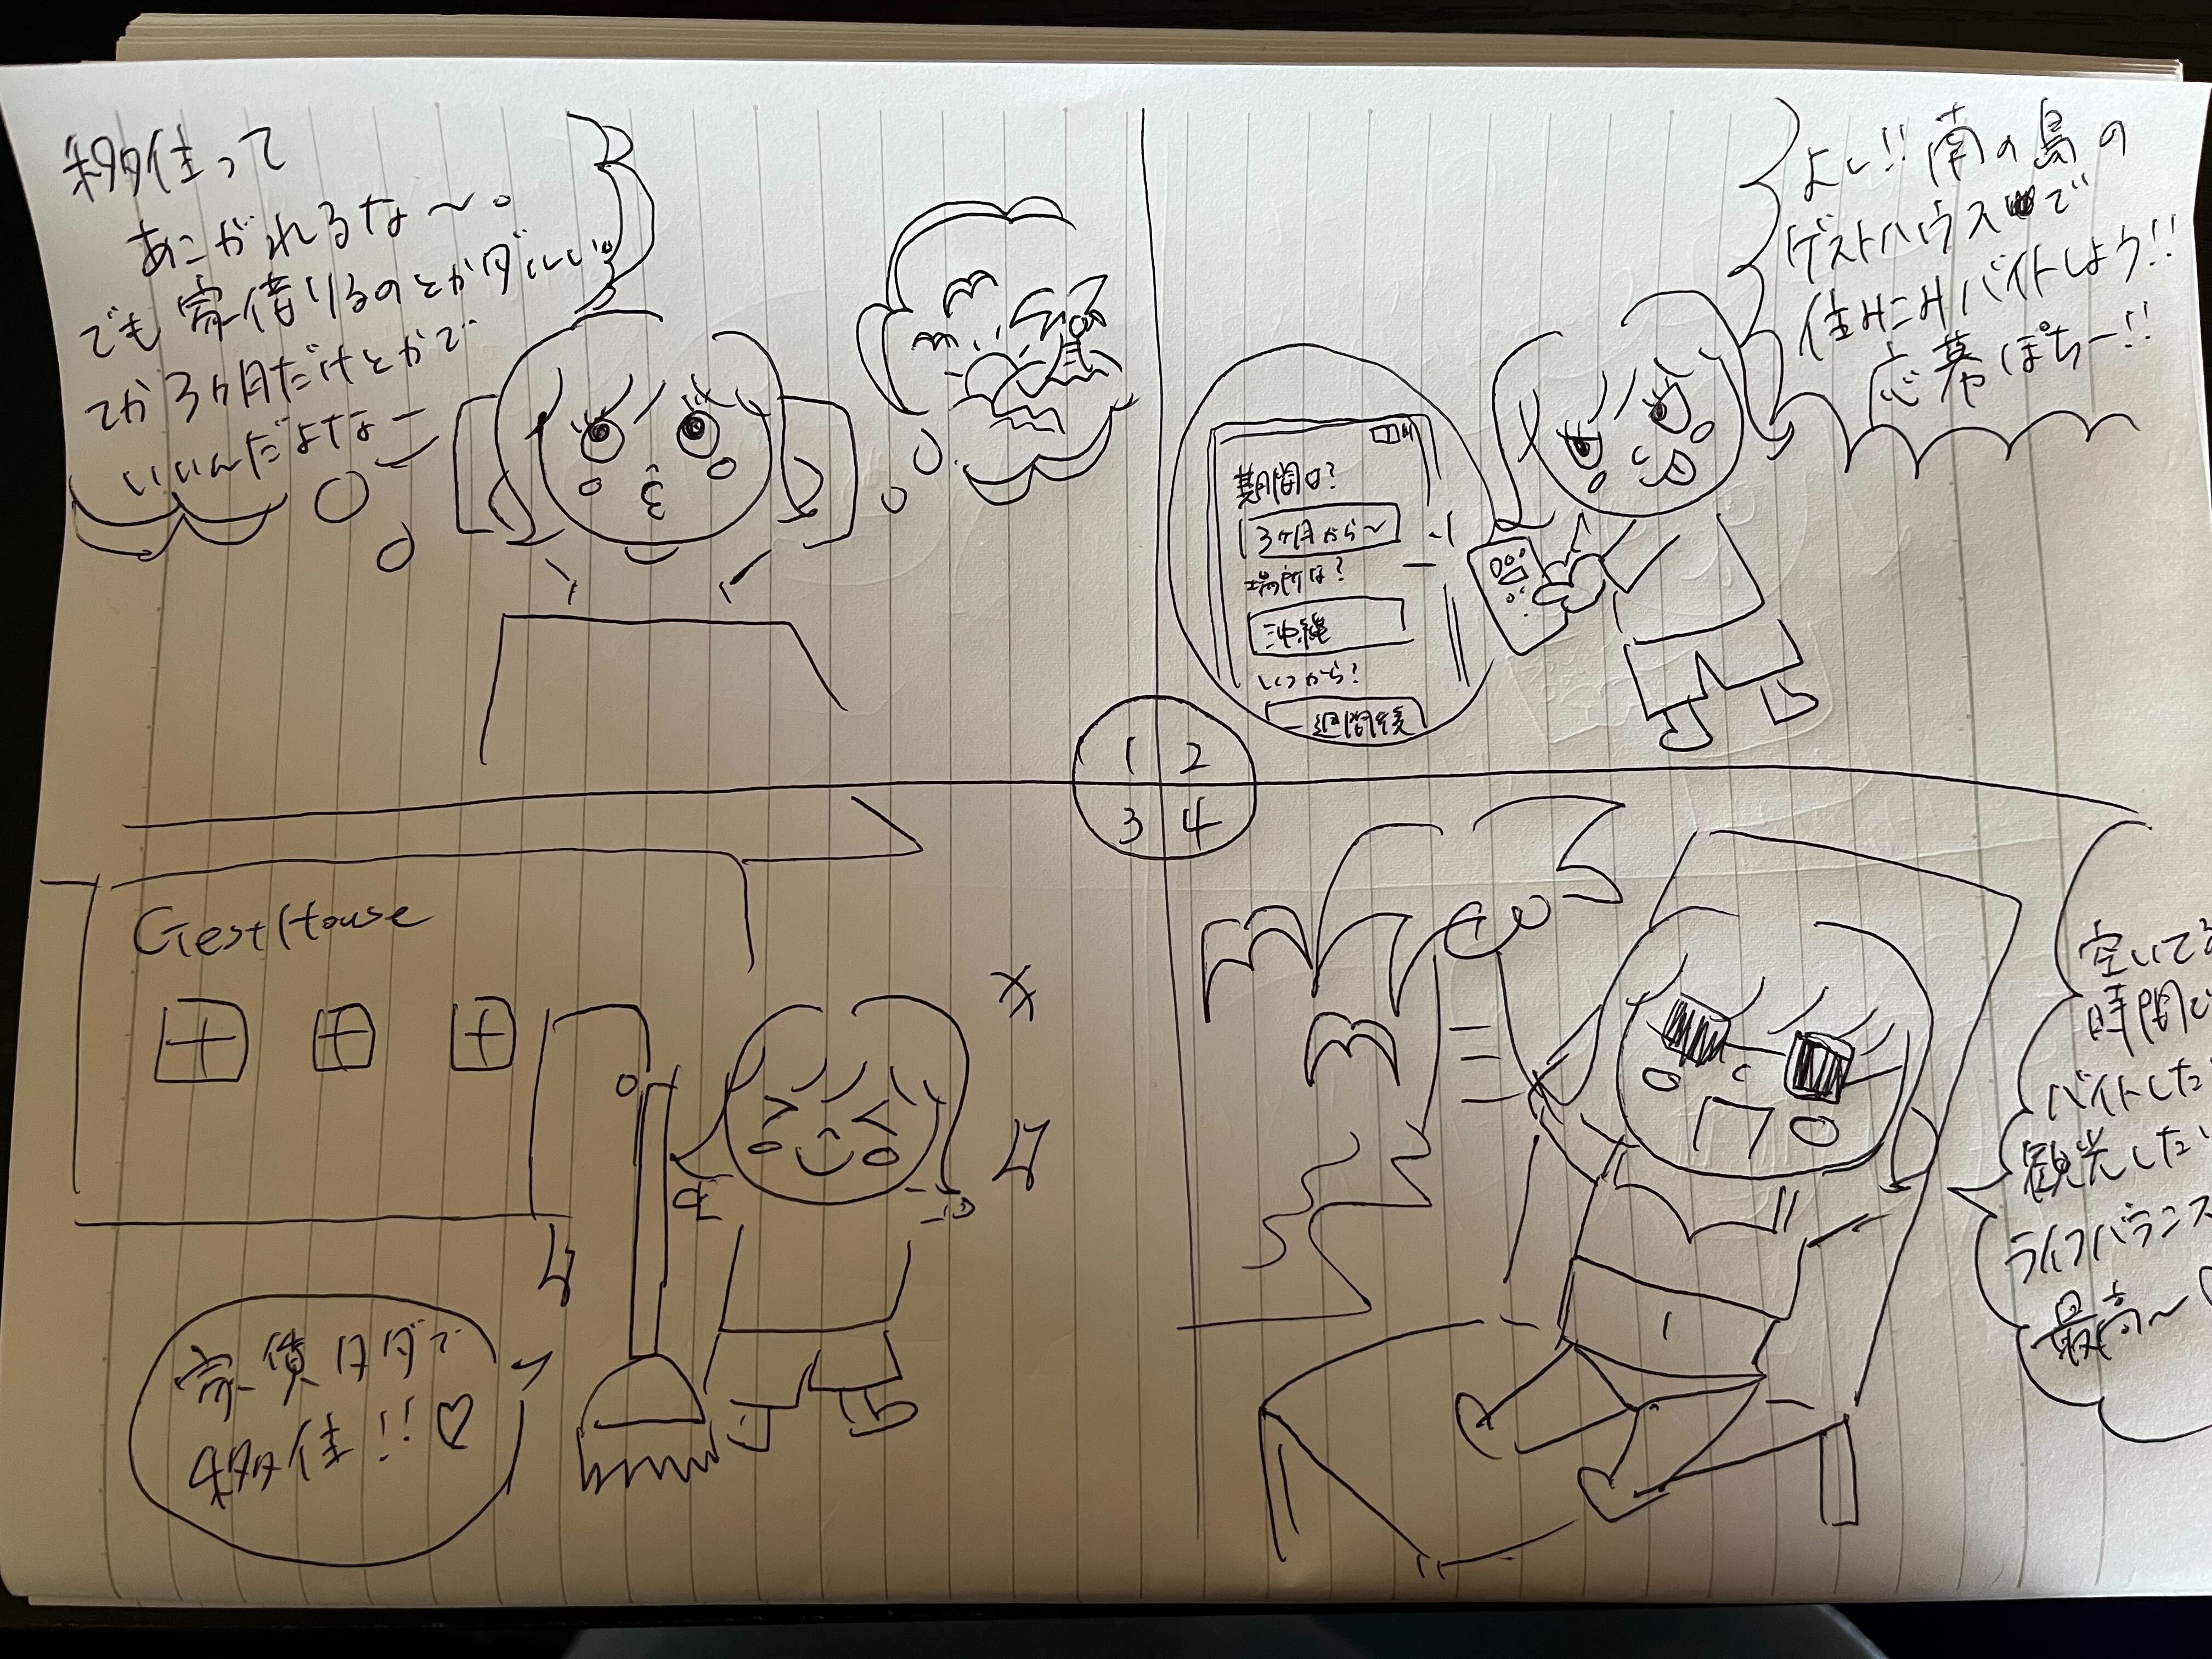 移住って
あこがれるな〜。
でも家借りるのとかダルいし
てか3ヶ月だけとかで
いいんだよなー
よし!!南の島の
ゲストハウスで
住みこみバイトしよう!!
応募ぽちー!!
期間は?
3ヶ月から〜
場所は?
沖縄
いつから?
一週間後
1 2
3 4
GestHouse
家賃タダで
移住!!♡
空いてる
時間で
バイトした
観光した
ライフバランス
最高〜